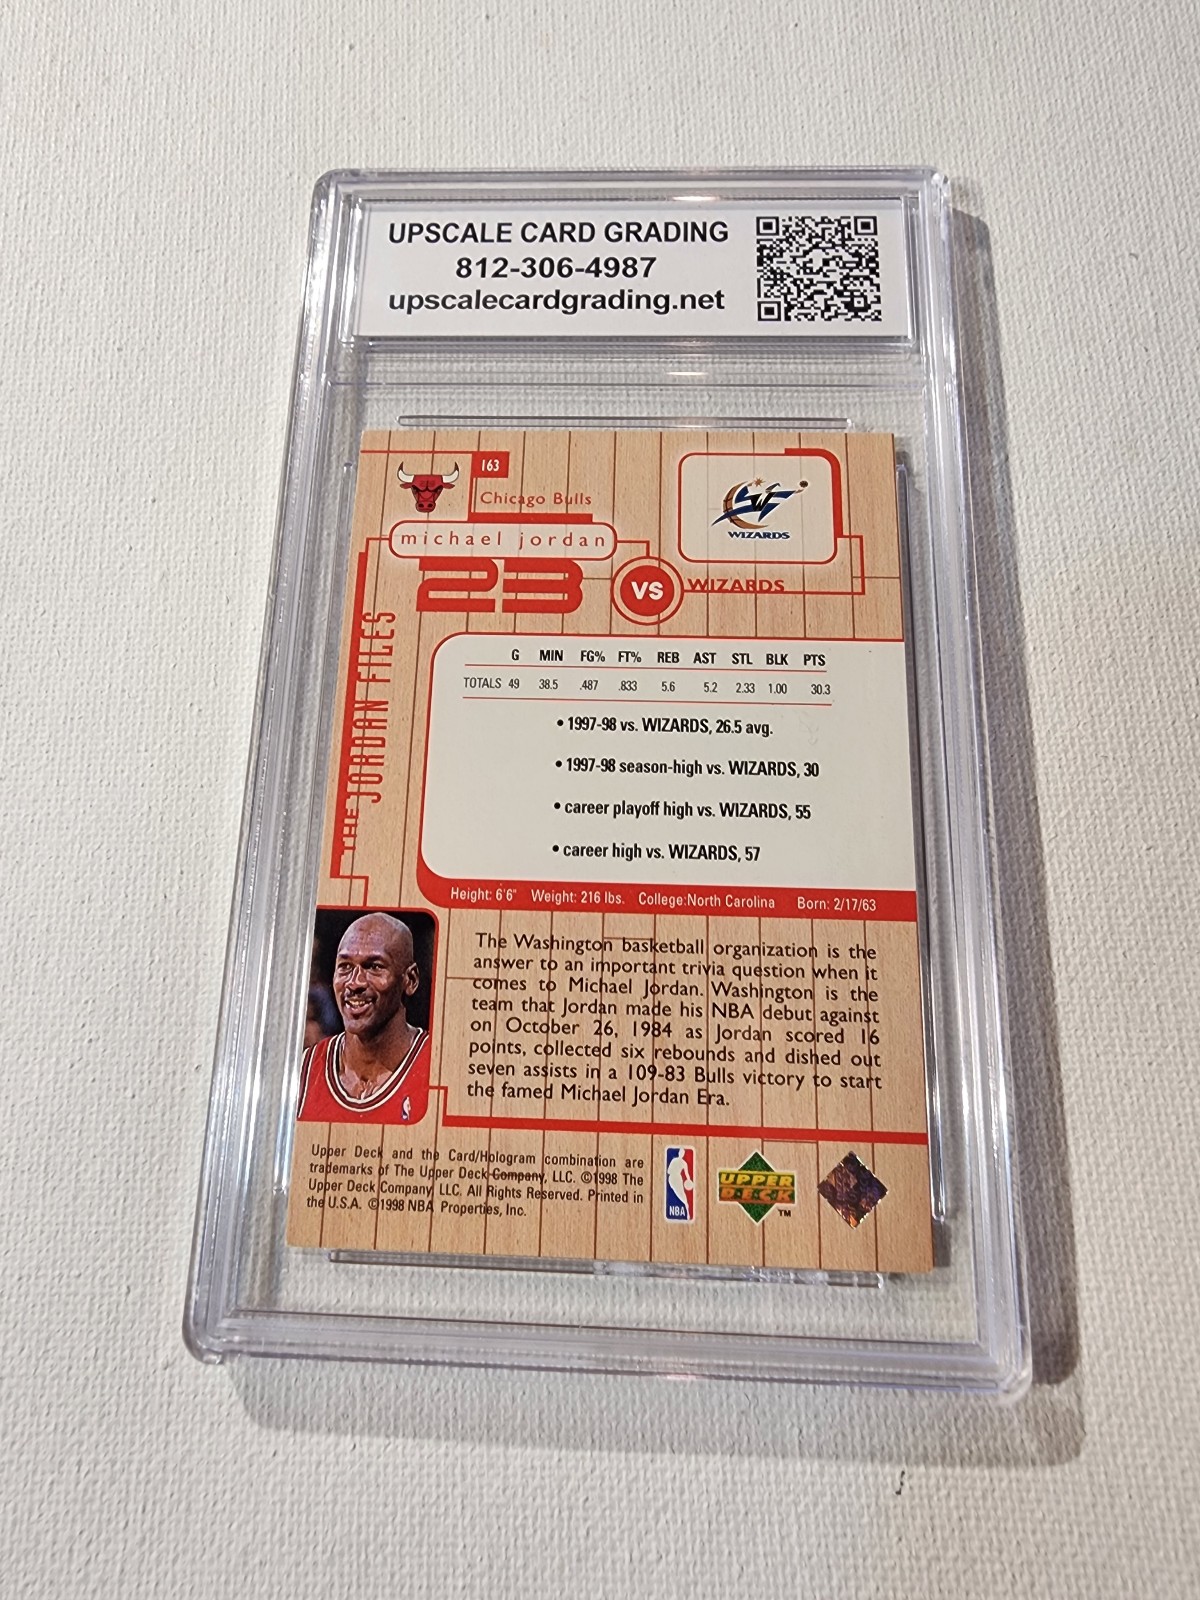 UPSCALE CARD GRADING
812-306-4987
upscalecardgrading.net
163
Chicago Bulls
michael jordan
23
VS
WIZARDS
WIZARDS
THE JORDAN FILES
G MIN FG% FT% REB AST STL BLK PTS
TOTALS 49 38.5 .487 .833 5.6 5.2 2.33 1.00 30.3
• 1997-98 vs. WIZARDS, 26.5 avg.
• 1997-98 season-high vs. WIZARDS, 30
• career playoff high vs. WIZARDS, 55
• career high vs. WIZARDS, 57
Height: 6'6" Weight: 216 lbs. College:North Carolina Born: 2/17/63
The Washington basketball organization is the
answer to an important trivia question when it
comes to Michael Jordan. Washington is the
team that Jordan made his NBA debut against
on October 26, 1984 as Jordan scored 16
points, collected six rebounds and dished out
seven assists in a 109-83 Bulls victory to start
the famed Michael Jordan Era.
Upper Deck and the Card/Hologram combination are
trademarks of The Upper Deck Company, LLC. ©1998 The
Upper Deck Company, LLC. All Rights Reserved. Printed in
the U.S.A. ©1998 NBA Properties, Inc.
NBA
UPPER
DECK
TM